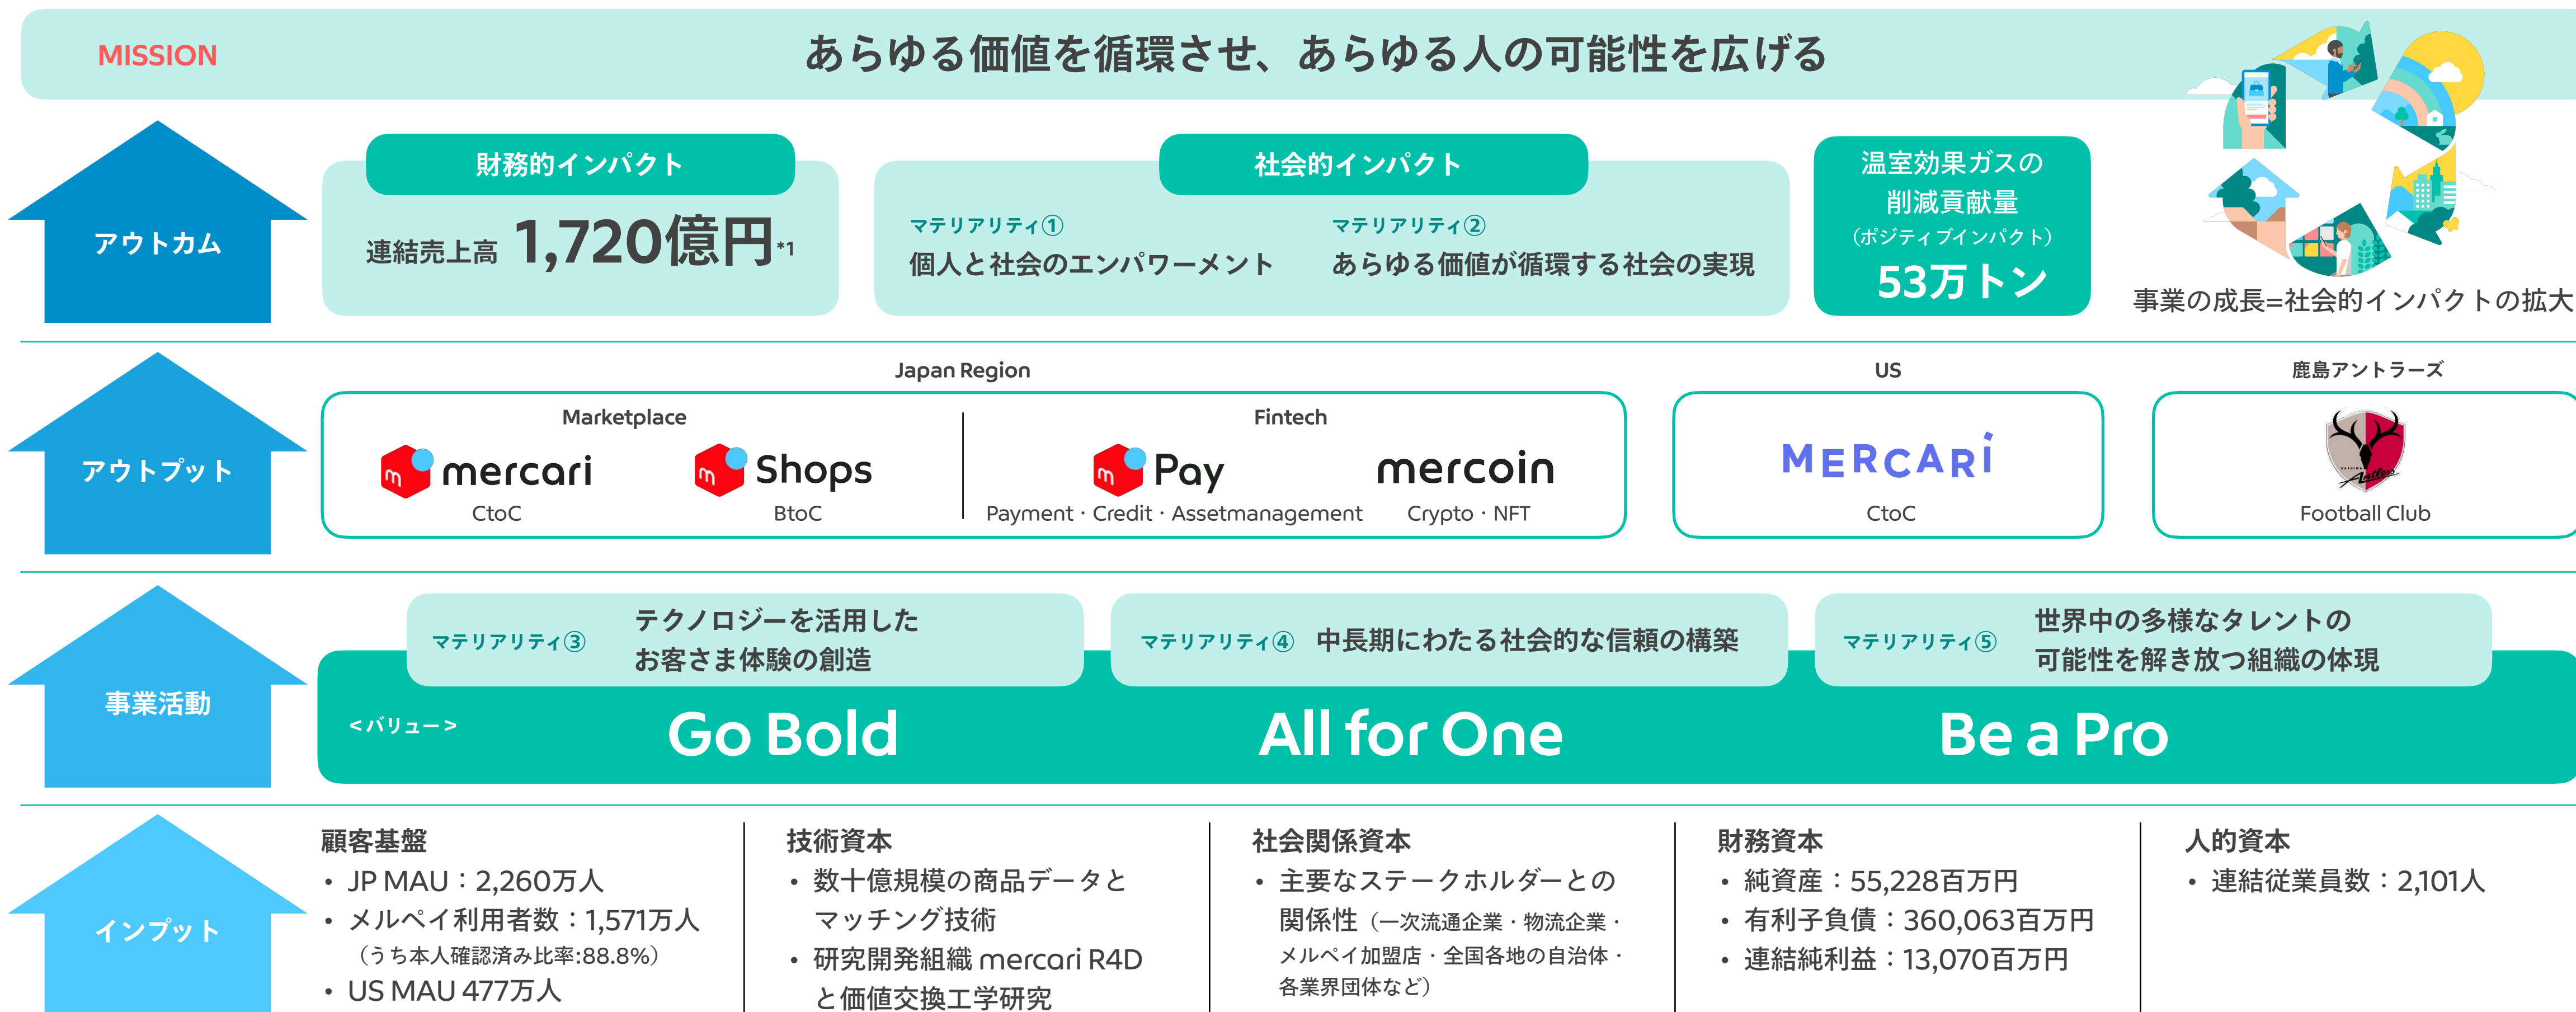 MISSION
あらゆる価値を循環させ、あらゆる人の可能性を広げる
アウトカム
財務的インパクト
連結売上高 1,720億円*1
社会的インパクト
マテリアリティ①
個人と社会のエンパワーメント
マテリアリティ②
あらゆる価値が循環する社会の実現
温室効果ガスの
削減貢献量
（ポジティブインパクト）
53万トン
事業の成長=社会的インパクトの拡大
アウトプット
Japan Region
Marketplace
m mercari
CtoC
m Shops
BtoC
Fintech
m Pay
Payment・Credit・Assetmanagement
mercoin
Crypto・NFT
US
MERCARI
CtoC
鹿島アントラーズ
KASHIMA
Antlers
Football Club
事業活動
マテリアリティ③
テクノロジーを活用した
お客さま体験の創造
マテリアリティ④ 中長期にわたる社会的な信頼の構築
マテリアリティ⑤
世界中の多様なタレントの
可能性を解き放つ組織の体現
<バリュー>
Go Bold
All for One
Be a Pro
インプット
顧客基盤
・ JP MAU：2,260万人
・ メルペイ利用者数：1,571万人
（うち本人確認済み比率:88.8%）
・ US MAU 477万人
技術資本
・ 数十億規模の商品データと
マッチング技術
・ 研究開発組織 mercari R4D
と価値交換工学研究
社会関係資本
・ 主要なステークホルダーとの
関係性（一次流通企業・物流企業・
メルペイ加盟店・全国各地の自治体・
各業界団体など）
財務資本
・ 純資産：55,228百万円
・ 有利子負債：360,063百万円
・ 連結純利益：13,070百万円
人的資本
・ 連結従業員数：2,101人